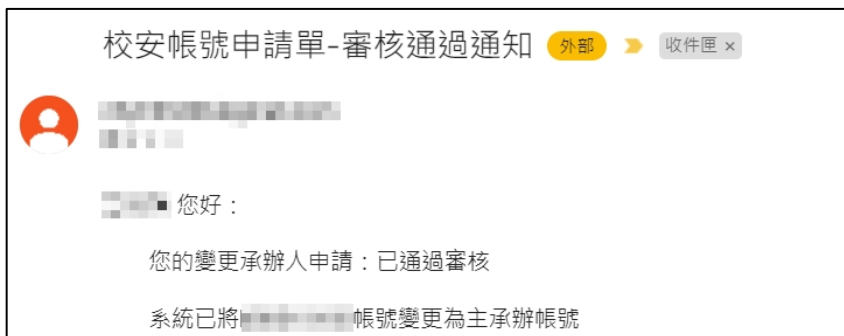 校安帳號申請單-審核通過通知 外部 收件匣 ×
您好：
您的變更承辦人申請：已通過審核
系統已將 帳號變更為主承辦帳號